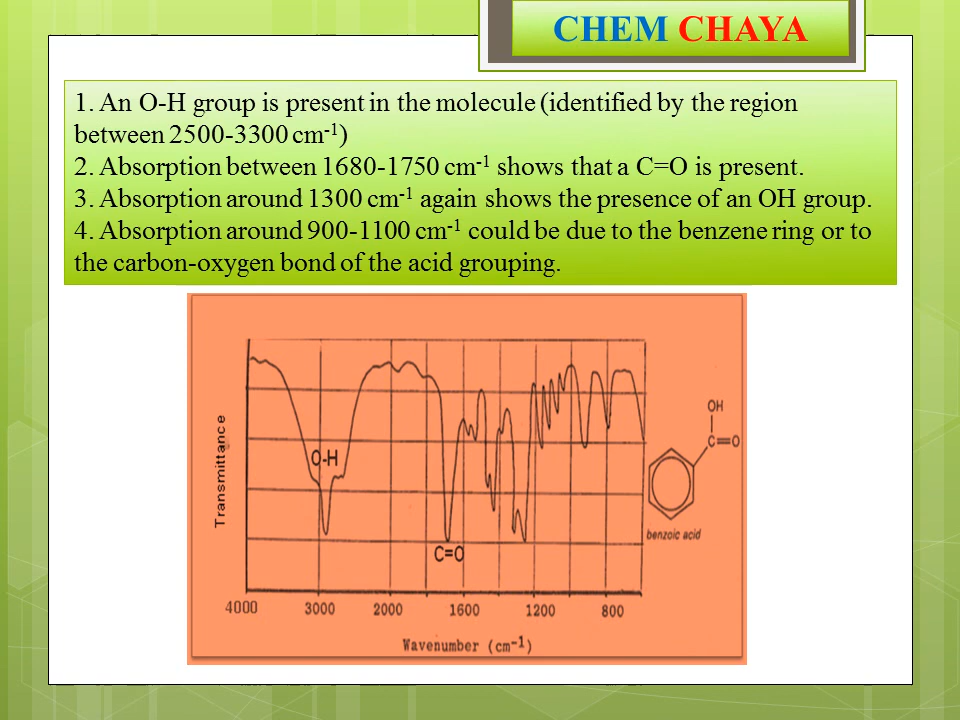 CHEM CHAYA
1. An O-H group is present in the molecule (identified by the region
between 2500-3300 cm⁻¹)
2. Absorption between 1680-1750 cm⁻¹ shows that a C=O is present.
3. Absorption around 1300 cm⁻¹ again shows the presence of an OH group.
4. Absorption around 900-1100 cm⁻¹ could be due to the benzene ring or to
the carbon-oxygen bond of the acid grouping.
Transmittance
O-H
C=O
OH
C=O
benzoic acid
4000 3000 2000 1600 1200 800
Wavenumber (cm⁻¹)